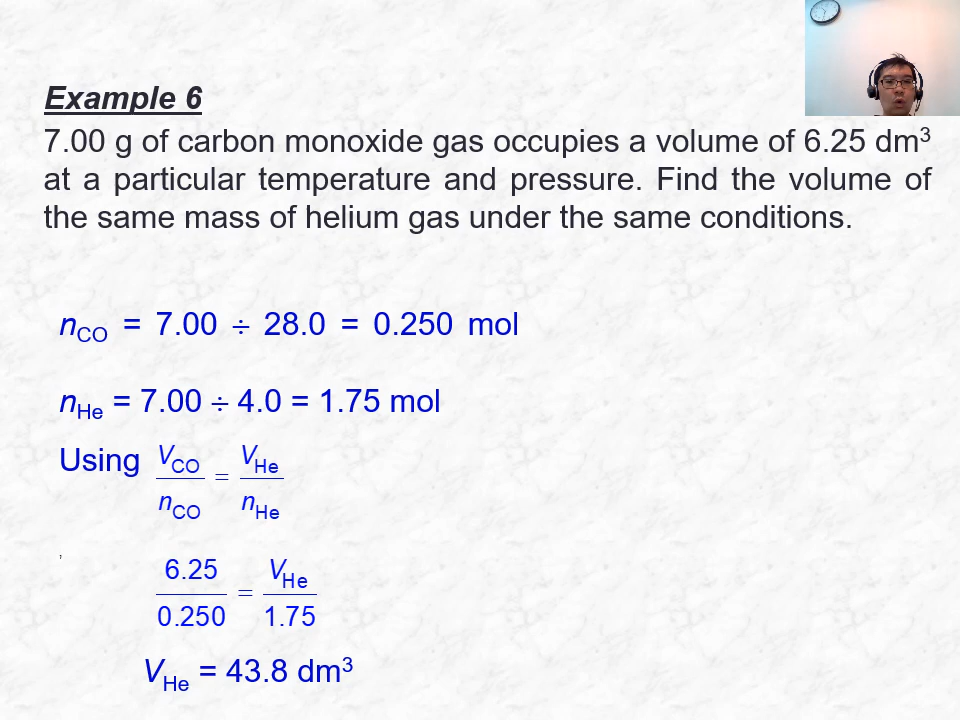 Example 6
7.00 g of carbon monoxide gas occupies a volume of 6.25 dm³
at a particular temperature and pressure. Find the volume of
the same mass of helium gas under the same conditions.
nCO = 7.00 ÷ 28.0 = 0.250 mol
nHe = 7.00 ÷ 4.0 = 1.75 mol
Using VCO/nCO = VHe/nHe
,
6.25/0.250 = VHe/1.75
VHe = 43.8 dm³